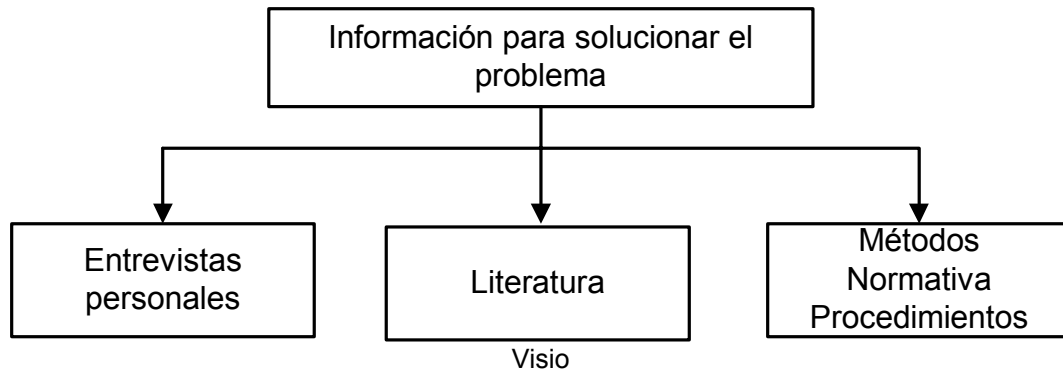 Información para solucionar el
problema
Entrevistas
personales
Literatura
Métodos
Normativa
Procedimientos
Visio